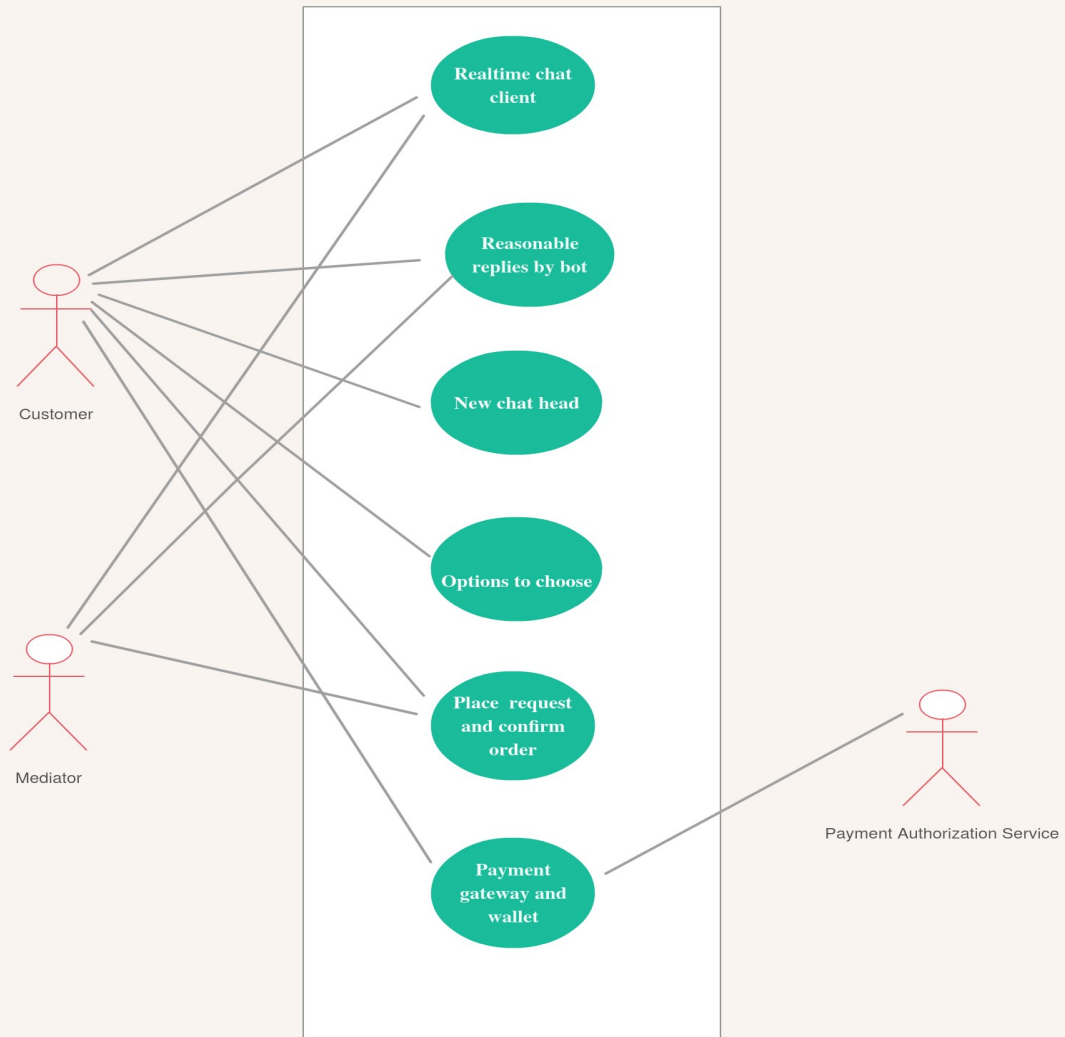 Realtime chat
client
Reasonable
replies by bot
Customer
New chat head
Options to choose
Place request
and confirm
order
Mediator
Payment Authorization Service
Payment
gateway and
wallet